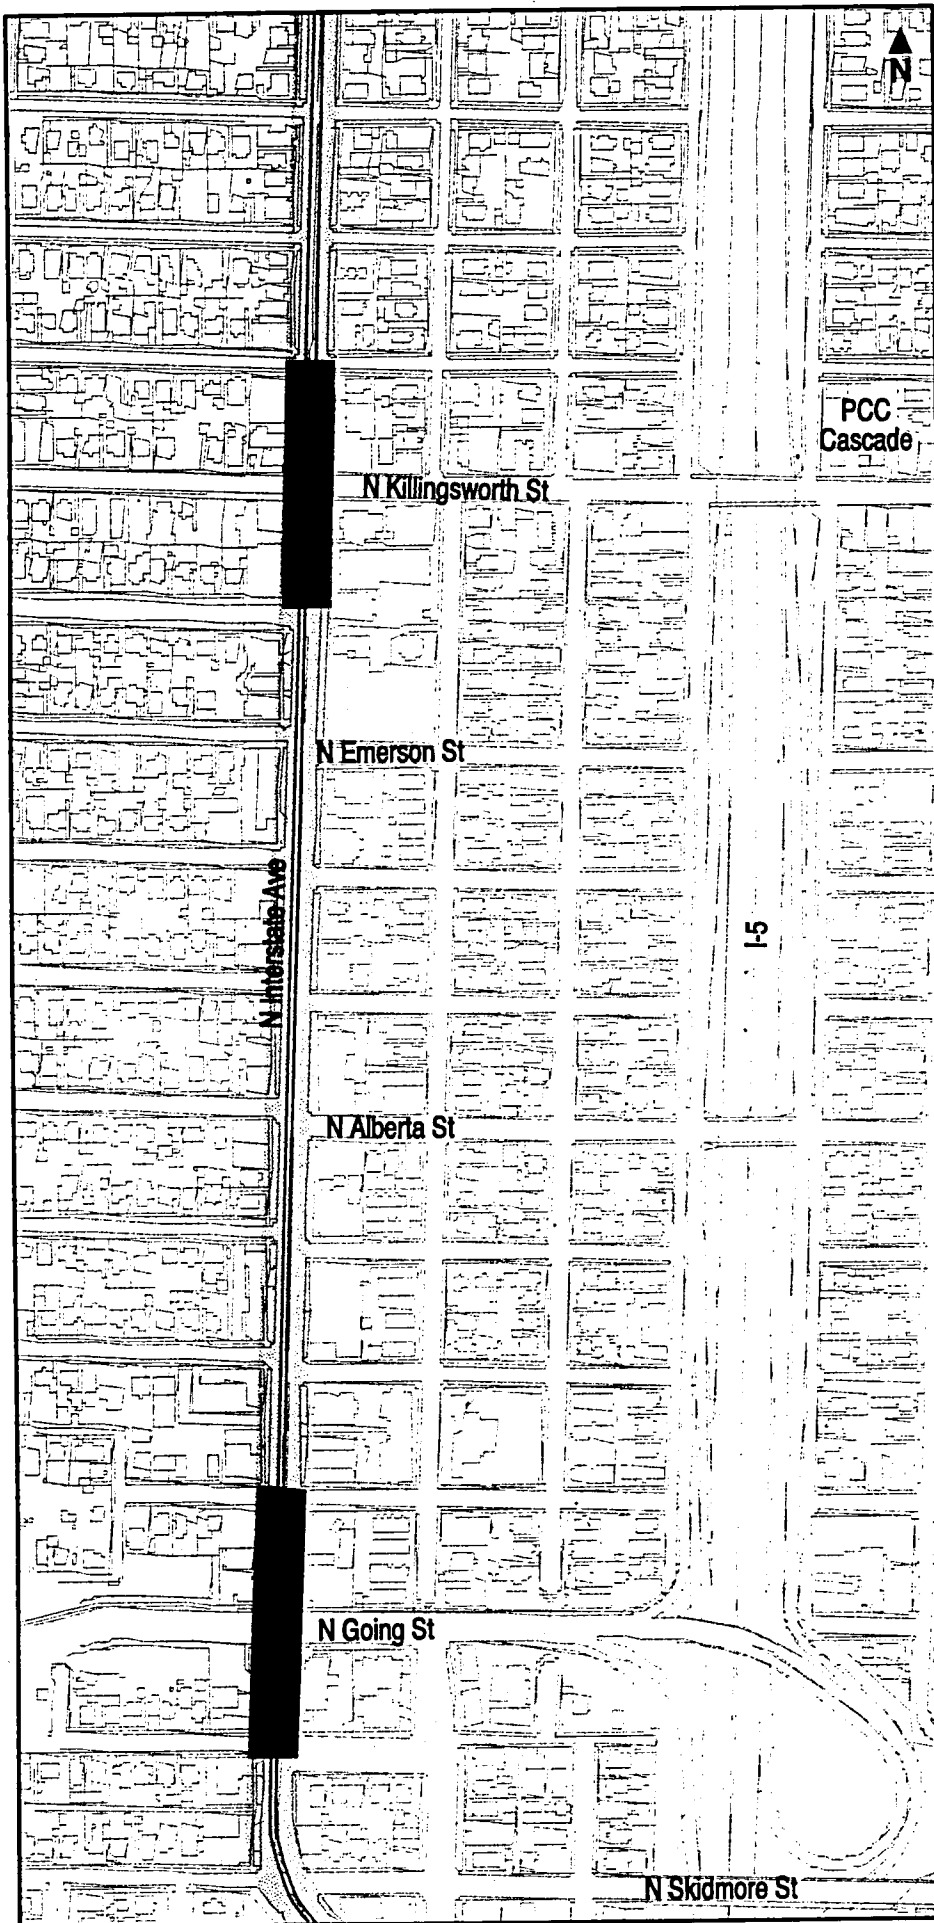 N
PCC
Cascade
N Killingsworth St
N Emerson St
N Interstate Ave
I-5
N Alberta St
N Going St
N Skidmore St